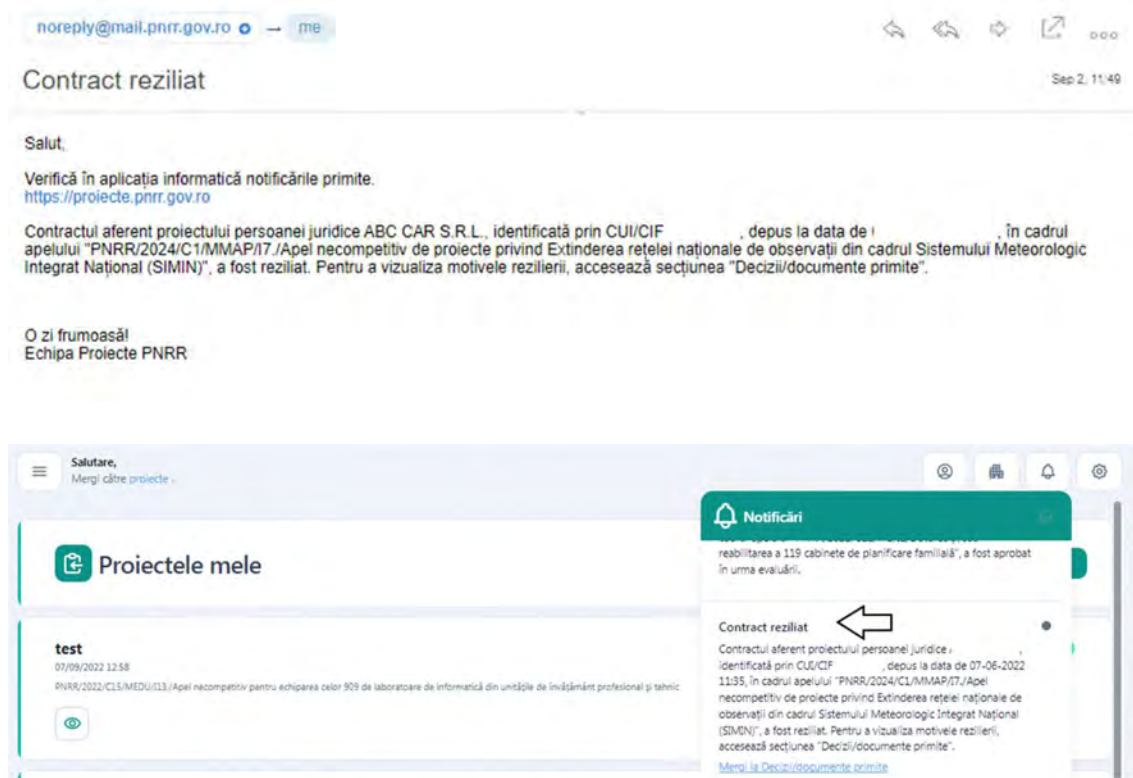 noreply@mail.pnrr.gov.ro → me
Contract reziliat
Sep 2, 11:49
Salut,
Verifică în aplicația informatică notificările primite.
https://proiecte.pnrr.gov.ro
Contractul aferent proiectului persoanei juridice ABC CAR S.R.L., identificată prin CUI/CIF , depus la data de , în cadrul
apelului "PNRR/2024/C1/MMAP/I7./Apel necompetitiv de proiecte privind Extinderea rețelei naționale de observații din cadrul Sistemului Meteorologic
Integrat Național (SIMIN)", a fost reziliat. Pentru a vizualiza motivele rezilierii, accesează secțiunea "Decizii/documente primite".
O zi frumoasă!
Echipa Proiecte PNRR
Salutare,
Mergi către proiecte
Notificări
reabilitarea a 119 cabinete de planificare familială", a fost aprobat
în urma evaluării.
Proiectele mele
Contract reziliat
Contractul aferent proiectului persoanei juridice ,
identificată prin CUI/CIF , depus la data de 07-06-2022
11:35, în cadrul apelului "PNRR/2024/C1/MMAP/I7./Apel
necompetitiv de proiecte privind Extinderea rețelei naționale de
observații din cadrul Sistemului Meteorologic Integrat Național
(SIMIN)", a fost reziliat. Pentru a vizualiza motivele rezilierii,
accesează secțiunea "Decizii/documente primite".
Mergi la Decizii/documente primite
test
07/09/2022 12:58
PNRR/2022/C15/MEDU/I13./Apel necompetitiv pentru echiparea celor 909 de laboratoare de informatică din unitățile de învățământ profesional și tehnic